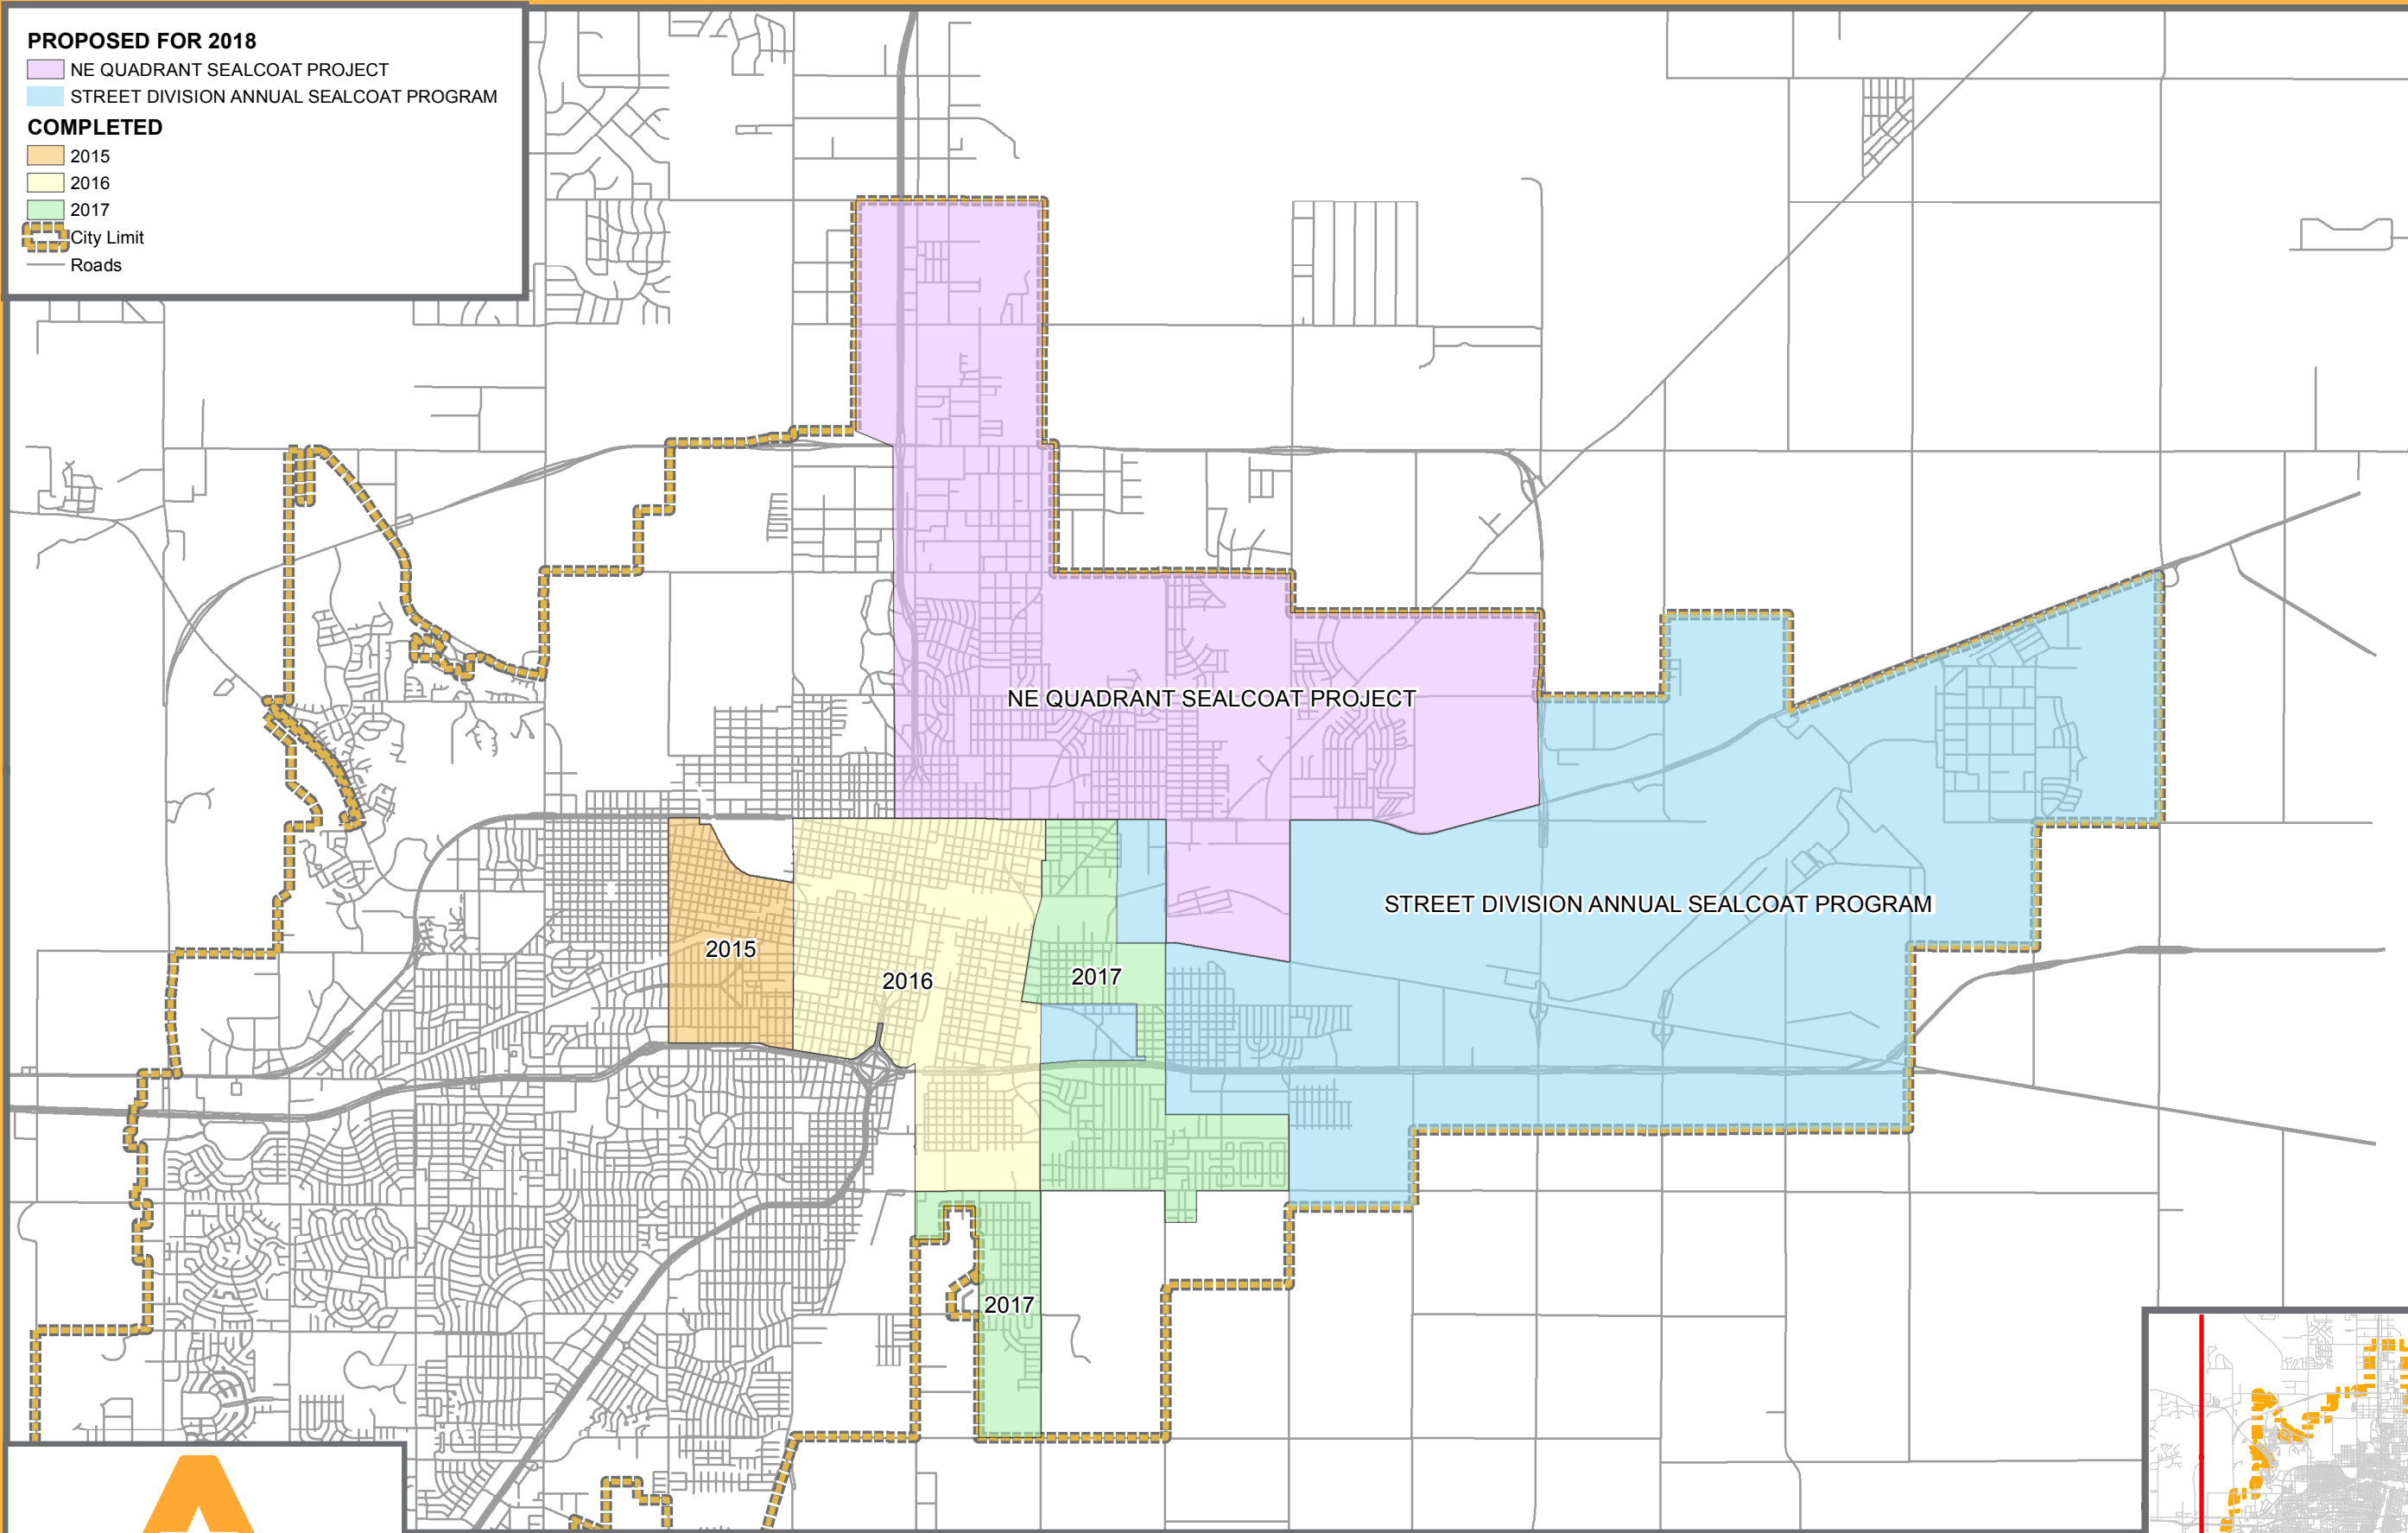 PROPOSED FOR 2018
NE QUADRANT SEALCOAT PROJECT
STREET DIVISION ANNUAL SEALCOAT PROGRAM
COMPLETED
2015
2016
2017
City Limit
Roads
NE QUADRANT SEALCOAT PROJECT
STREET DIVISION ANNUAL SEALCOAT PROGRAM
2015
2016
2017
2017